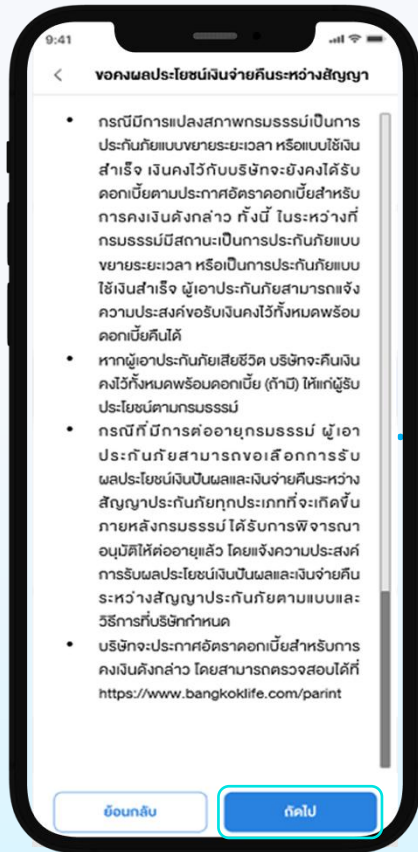 9:41
ขอคงผลประโยชน์เงินจ่ายคืนระหว่างสัญญา
• กรณีมีการแปลงสภาพกรมธรรม์เป็นการ
ประกันภัยแบบขยายระยะเวลา หรือแบบใช้เงิน
สำเร็จ เงินคงไว้กับบริษัทจะยังคงได้รับ
ดอกเบี้ยตามประกาศอัตราดอกเบี้ยสำหรับ
การคงเงินดังกล่าว ทั้งนี้ ในระหว่างที่
กรมธรรม์มีสถานะเป็นการประกันภัยแบบ
ขยายระยะเวลา หรือเป็นการประกันภัยแบบ
ใช้เงินสำเร็จ ผู้เอาประกันภัยสามารถแจ้ง
ความประสงค์ขอรับเงินคงไว้ทั้งหมดพร้อม
ดอกเบี้ยคืนได้
• หากผู้เอาประกันภัยเสียชีวิต บริษัทจะคืนเงิน
คงไว้ทั้งหมดพร้อมดอกเบี้ย (ถ้ามี) ให้แก่ผู้รับ
ประโยชน์ตามกรมธรรม์
• กรณีที่มีการต่ออายุกรมธรรม์ ผู้เอา
ประกันภัยสามารถขอเลือกการรับ
ผลประโยชน์เงินปันผลและเงินจ่ายคืนระหว่าง
สัญญาประกันภัยทุกประเภทที่จะเกิดขึ้น
ภายหลังกรมธรรม์ได้รับการพิจารณา
อนุมัติให้ต่ออายุแล้ว โดยแจ้งความประสงค์
การรับผลประโยชน์เงินปันผลและเงินจ่ายคืน
ระหว่างสัญญาประกันภัยตามแบบและ
วิธีการที่บริษัทกำหนด
• บริษัทจะประกาศอัตราดอกเบี้ยสำหรับการ
คงเงินดังกล่าว โดยสามารถตรวจสอบได้ที่
https://www.bangkoklife.com/parint
ย้อนกลับ
ถัดไป